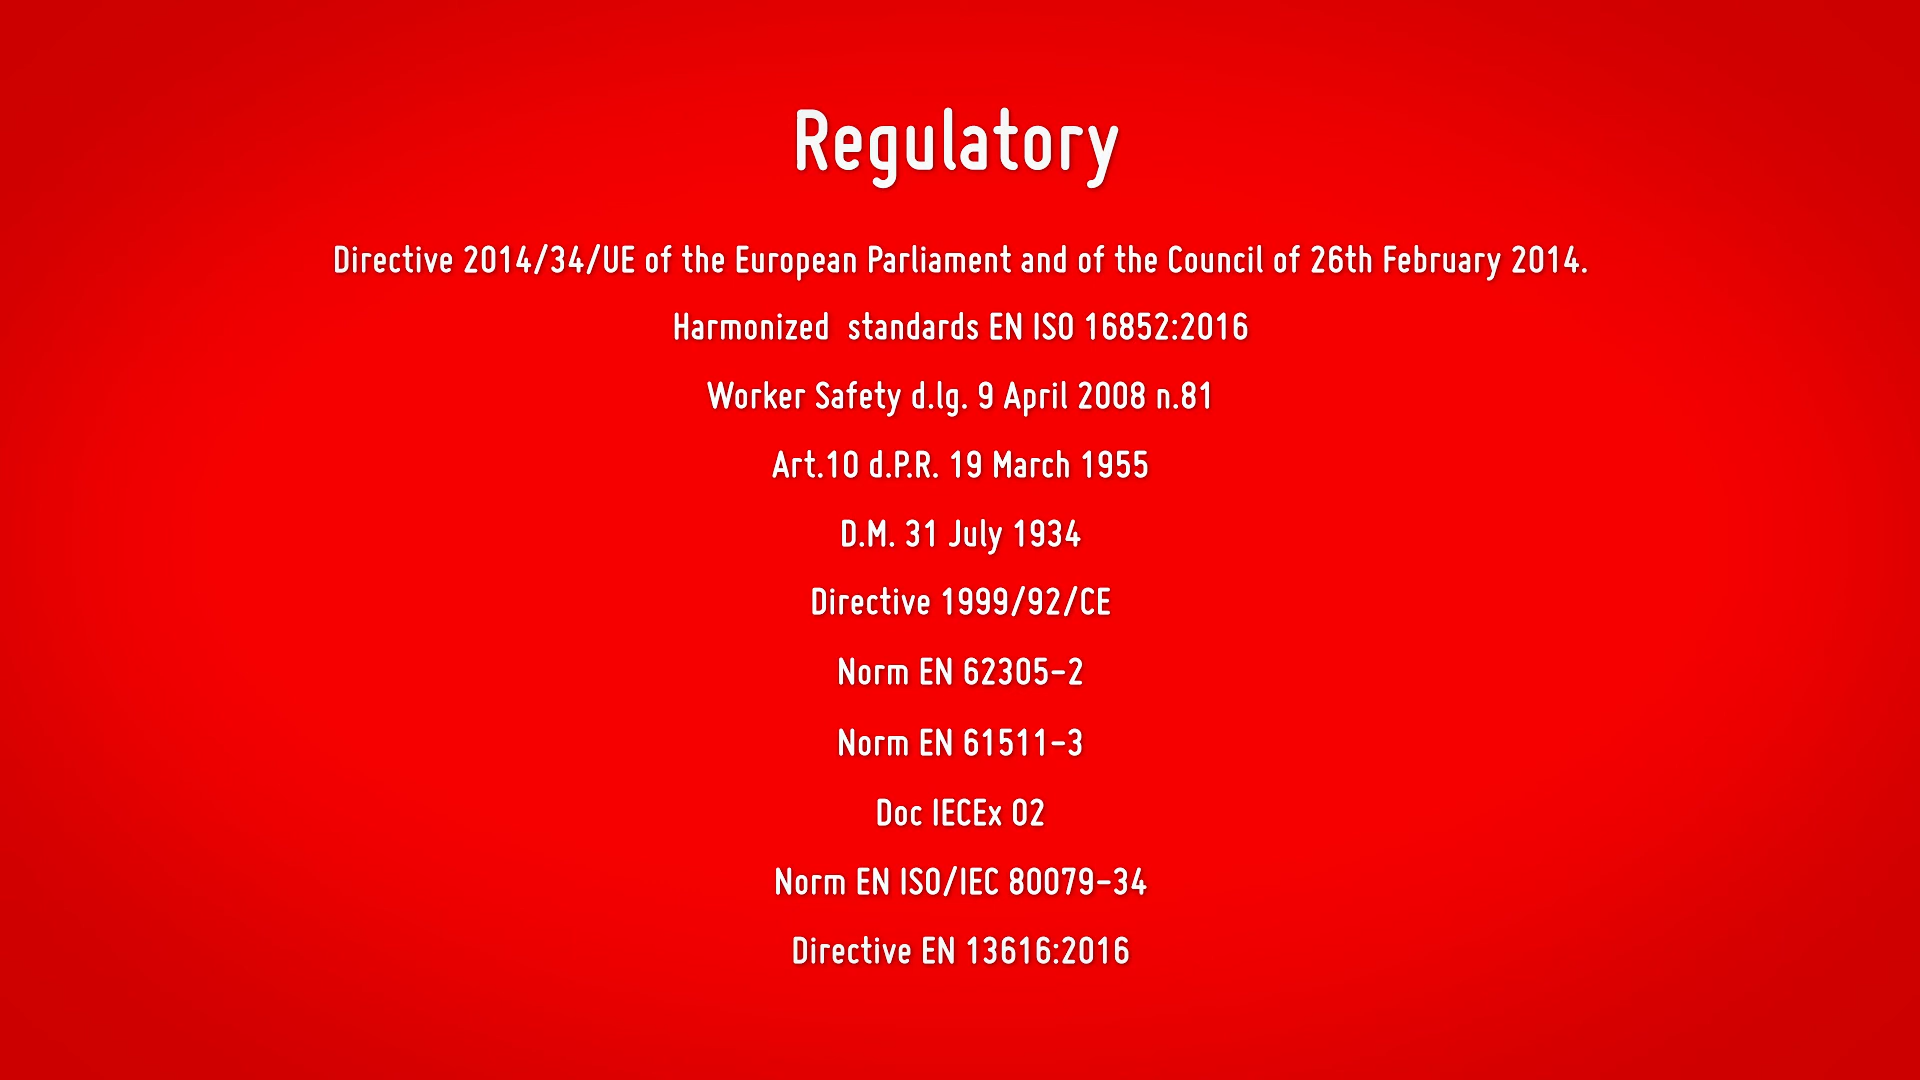 Regulatory
Directive 2014/34/UE of the European Parliament and of the Council of 26th February 2014.
Harmonized  standards EN ISO 16852:2016
Worker Safety d.lg. 9 April 2008 n.81
Art.10 d.P.R. 19 March 1955
D.M. 31 July 1934
Directive 1999/92/CE
Norm EN 62305-2
Norm EN 61511-3
Doc IECEx 02
Norm EN ISO/IEC 80079-34
Directive EN 13616:2016